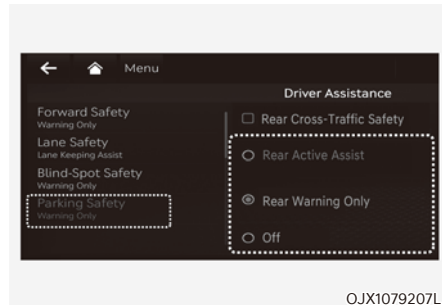 Menu
Driver Assistance
Forward Safety
Warning Only
Lane Safety
Lane Keeping Assist
Blind-Spot Safety
Warning Only
Parking Safety
Warning Only
Rear Cross-Traffic Safety
Rear Active Assist
Rear Warning Only
Off
OJX1079207L